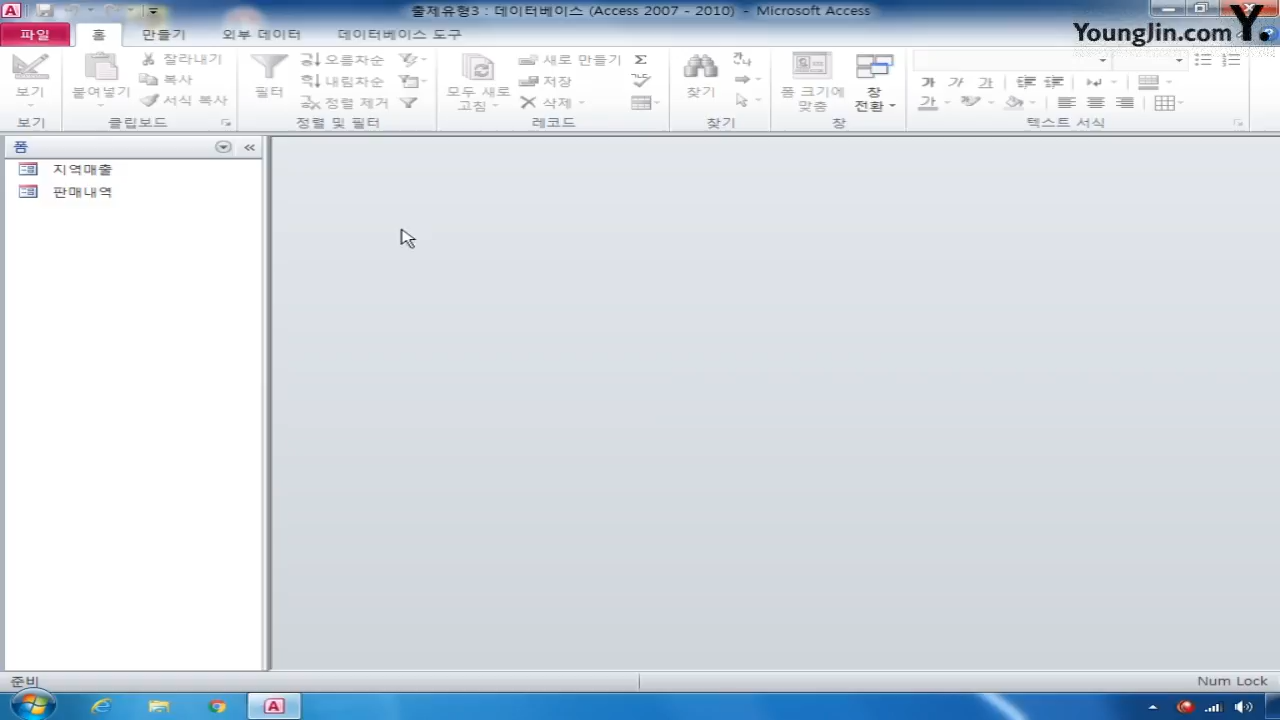 출제유형3 : 데이터베이스 (Access 2007 - 2010) - Microsoft Access
YoungJin.com Y.
파일 홈 만들기 외부 데이터 데이터베이스 도구
보기
붙여넣기
잘라내기
복사
서식 복사
필터
오름차순
내림차순
정렬 제거
모두 새로
고침
새로 만들기
저장
삭제
찾기
폼 크기에
맞춤
창
전환
가 가 가
가
보기 클립보드 정렬 및 필터 레코드 찾기 창 텍스트 서식
폼
지역매출
판매내역
준비
Num Lock